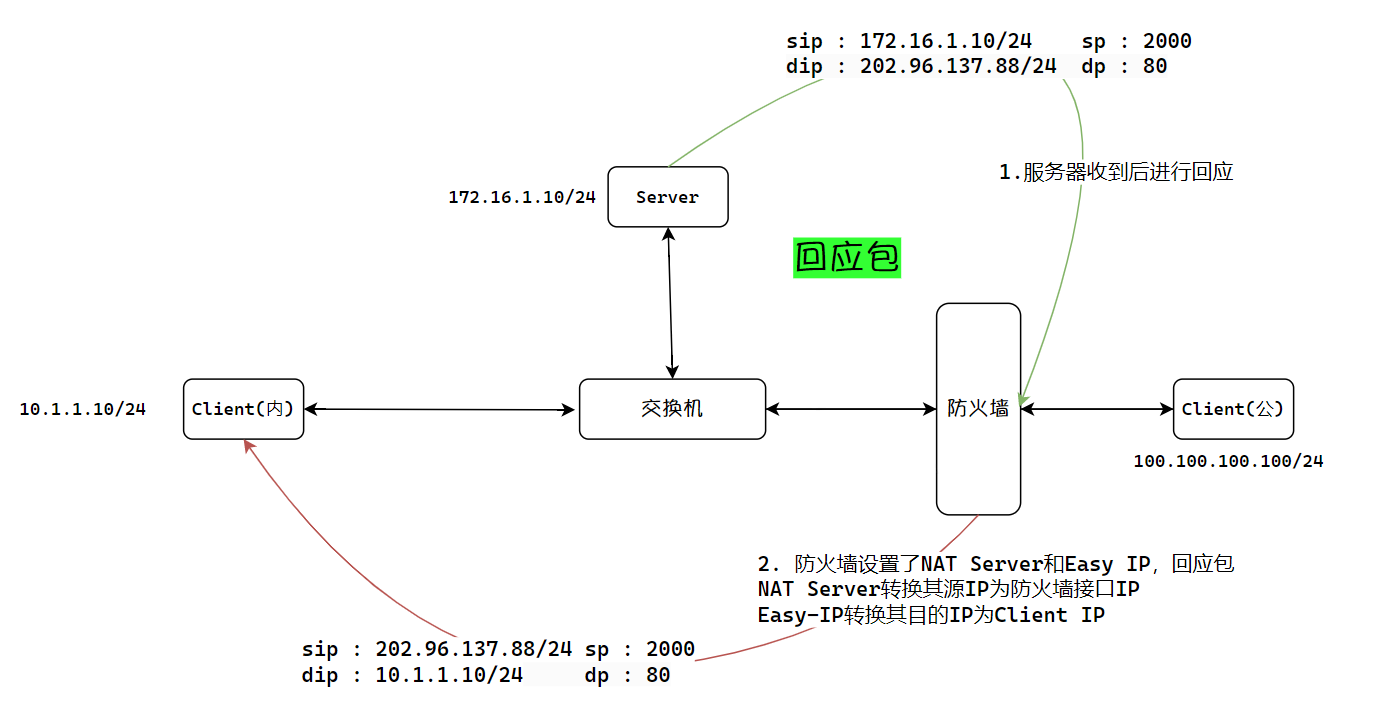 sip : 172.16.1.10/24 sp : 2000
dip : 202.96.137.88/24 dp : 80
1.服务器收到后进行回应
172.16.1.10/24
Server
回应包
10.1.1.10/24
Client(内)
交换机
防火墙
Client(公)
100.100.100.100/24
2. 防火墙设置了NAT Server和Easy IP，回应包
NAT Server转换其源IP为防火墙接口IP
Easy-IP转换其目的IP为Client IP
sip : 202.96.137.88/24 sp : 2000
dip : 10.1.1.10/24 dp : 80